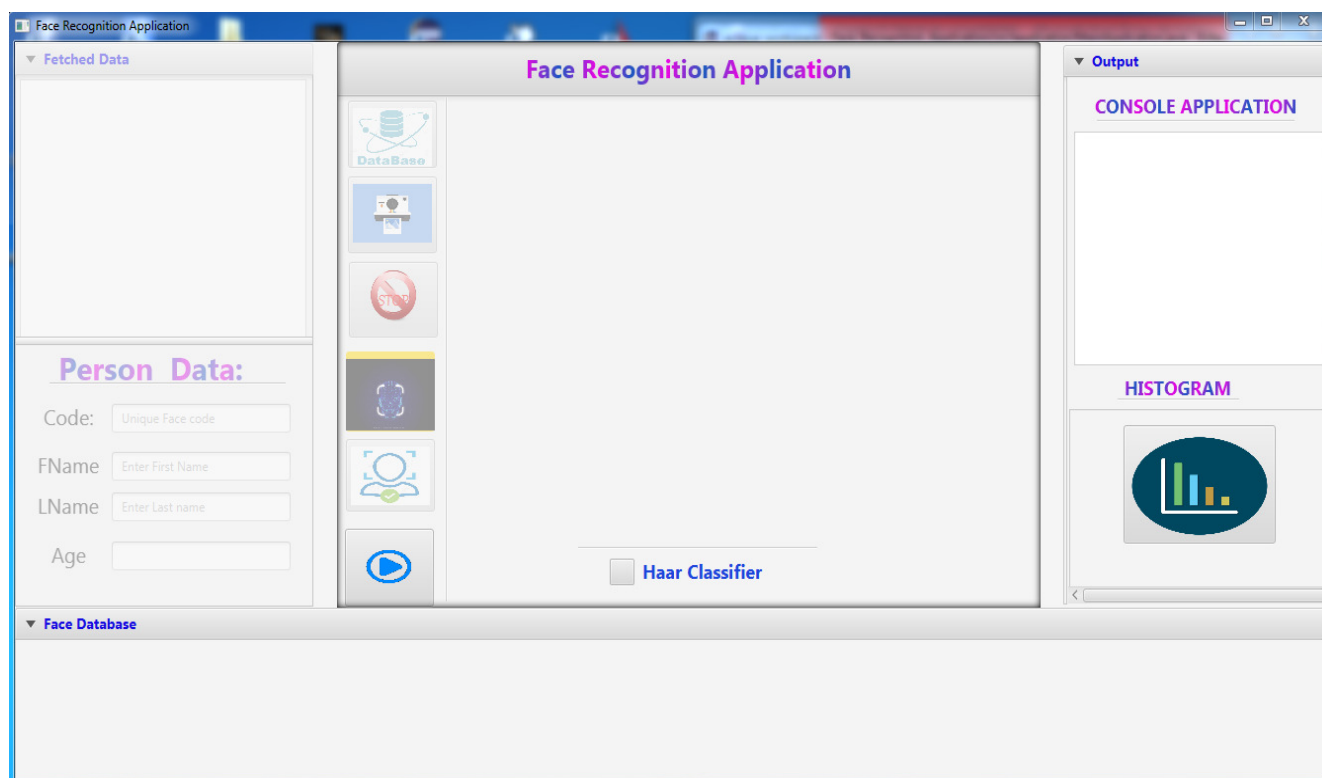 Face Recognition Application
Fetched Data
Face Recognition Application
Output
CONSOLE APPLICATION
DataBase
STOP
Person Data:
Code:
Unique Face code
FName
Enter First Name
LName
Enter Last name
Age
Haar Classifier
HISTOGRAM
Face Database